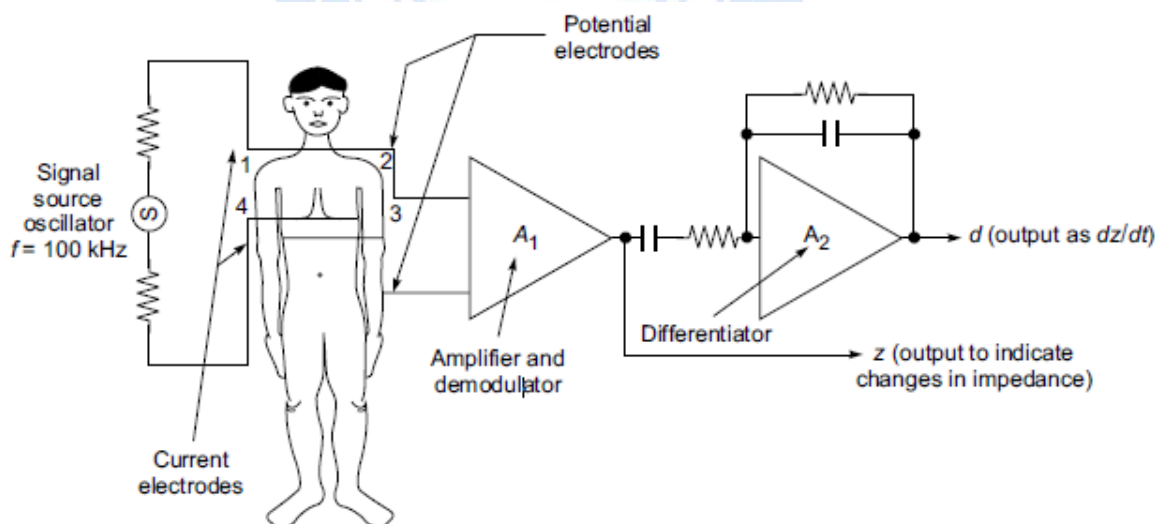 Potential
electrodes
1
2
Signal
source
oscillator
f = 100 kHz
S
4
3
A1
A2
d (output as dz/dt)
Differentiator
z (output to indicate
changes in impedance)
Amplifier and
demodulator
Current
electrodes